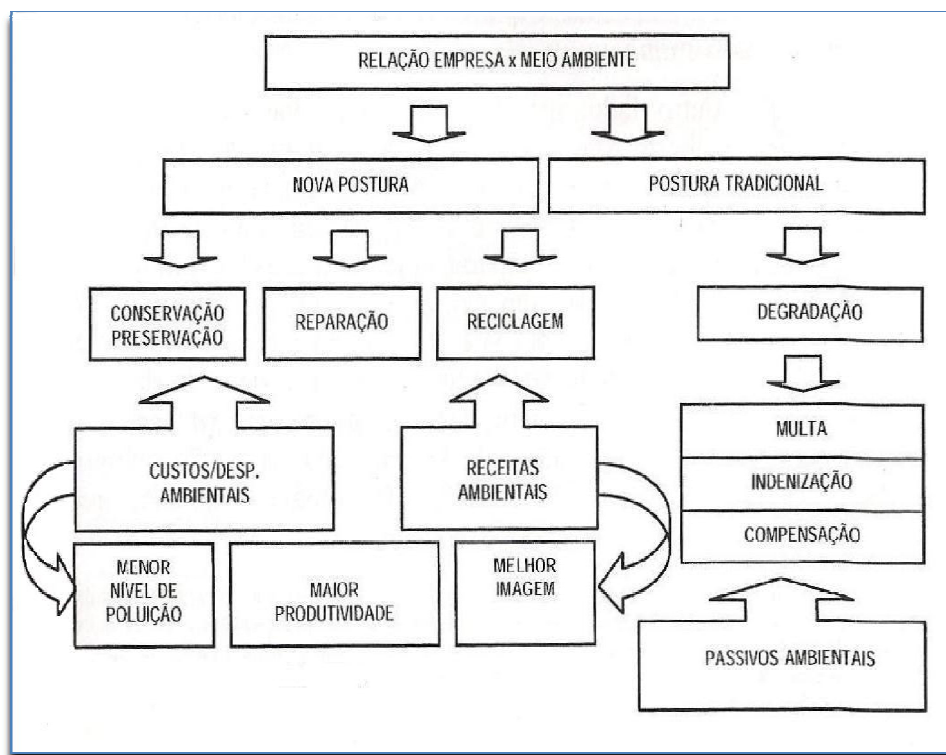 RELAÇÃO EMPRESA x MEIO AMBIENTE
NOVA POSTURA
POSTURA TRADICIONAL
CONSERVAÇÃO
PRESERVAÇÃO
REPARAÇÃO
RECICLAGEM
DEGRADAÇÃO
CUSTOS/DESP.
AMBIENTAIS
RECEITAS
AMBIENTAIS
MULTA
INDENIZAÇÃO
COMPENSAÇÃO
MENOR
NÍVEL DE
POLUIÇÃO
MAIOR
PRODUTIVIDADE
MELHOR
IMAGEM
PASSIVOS AMBIENTAIS